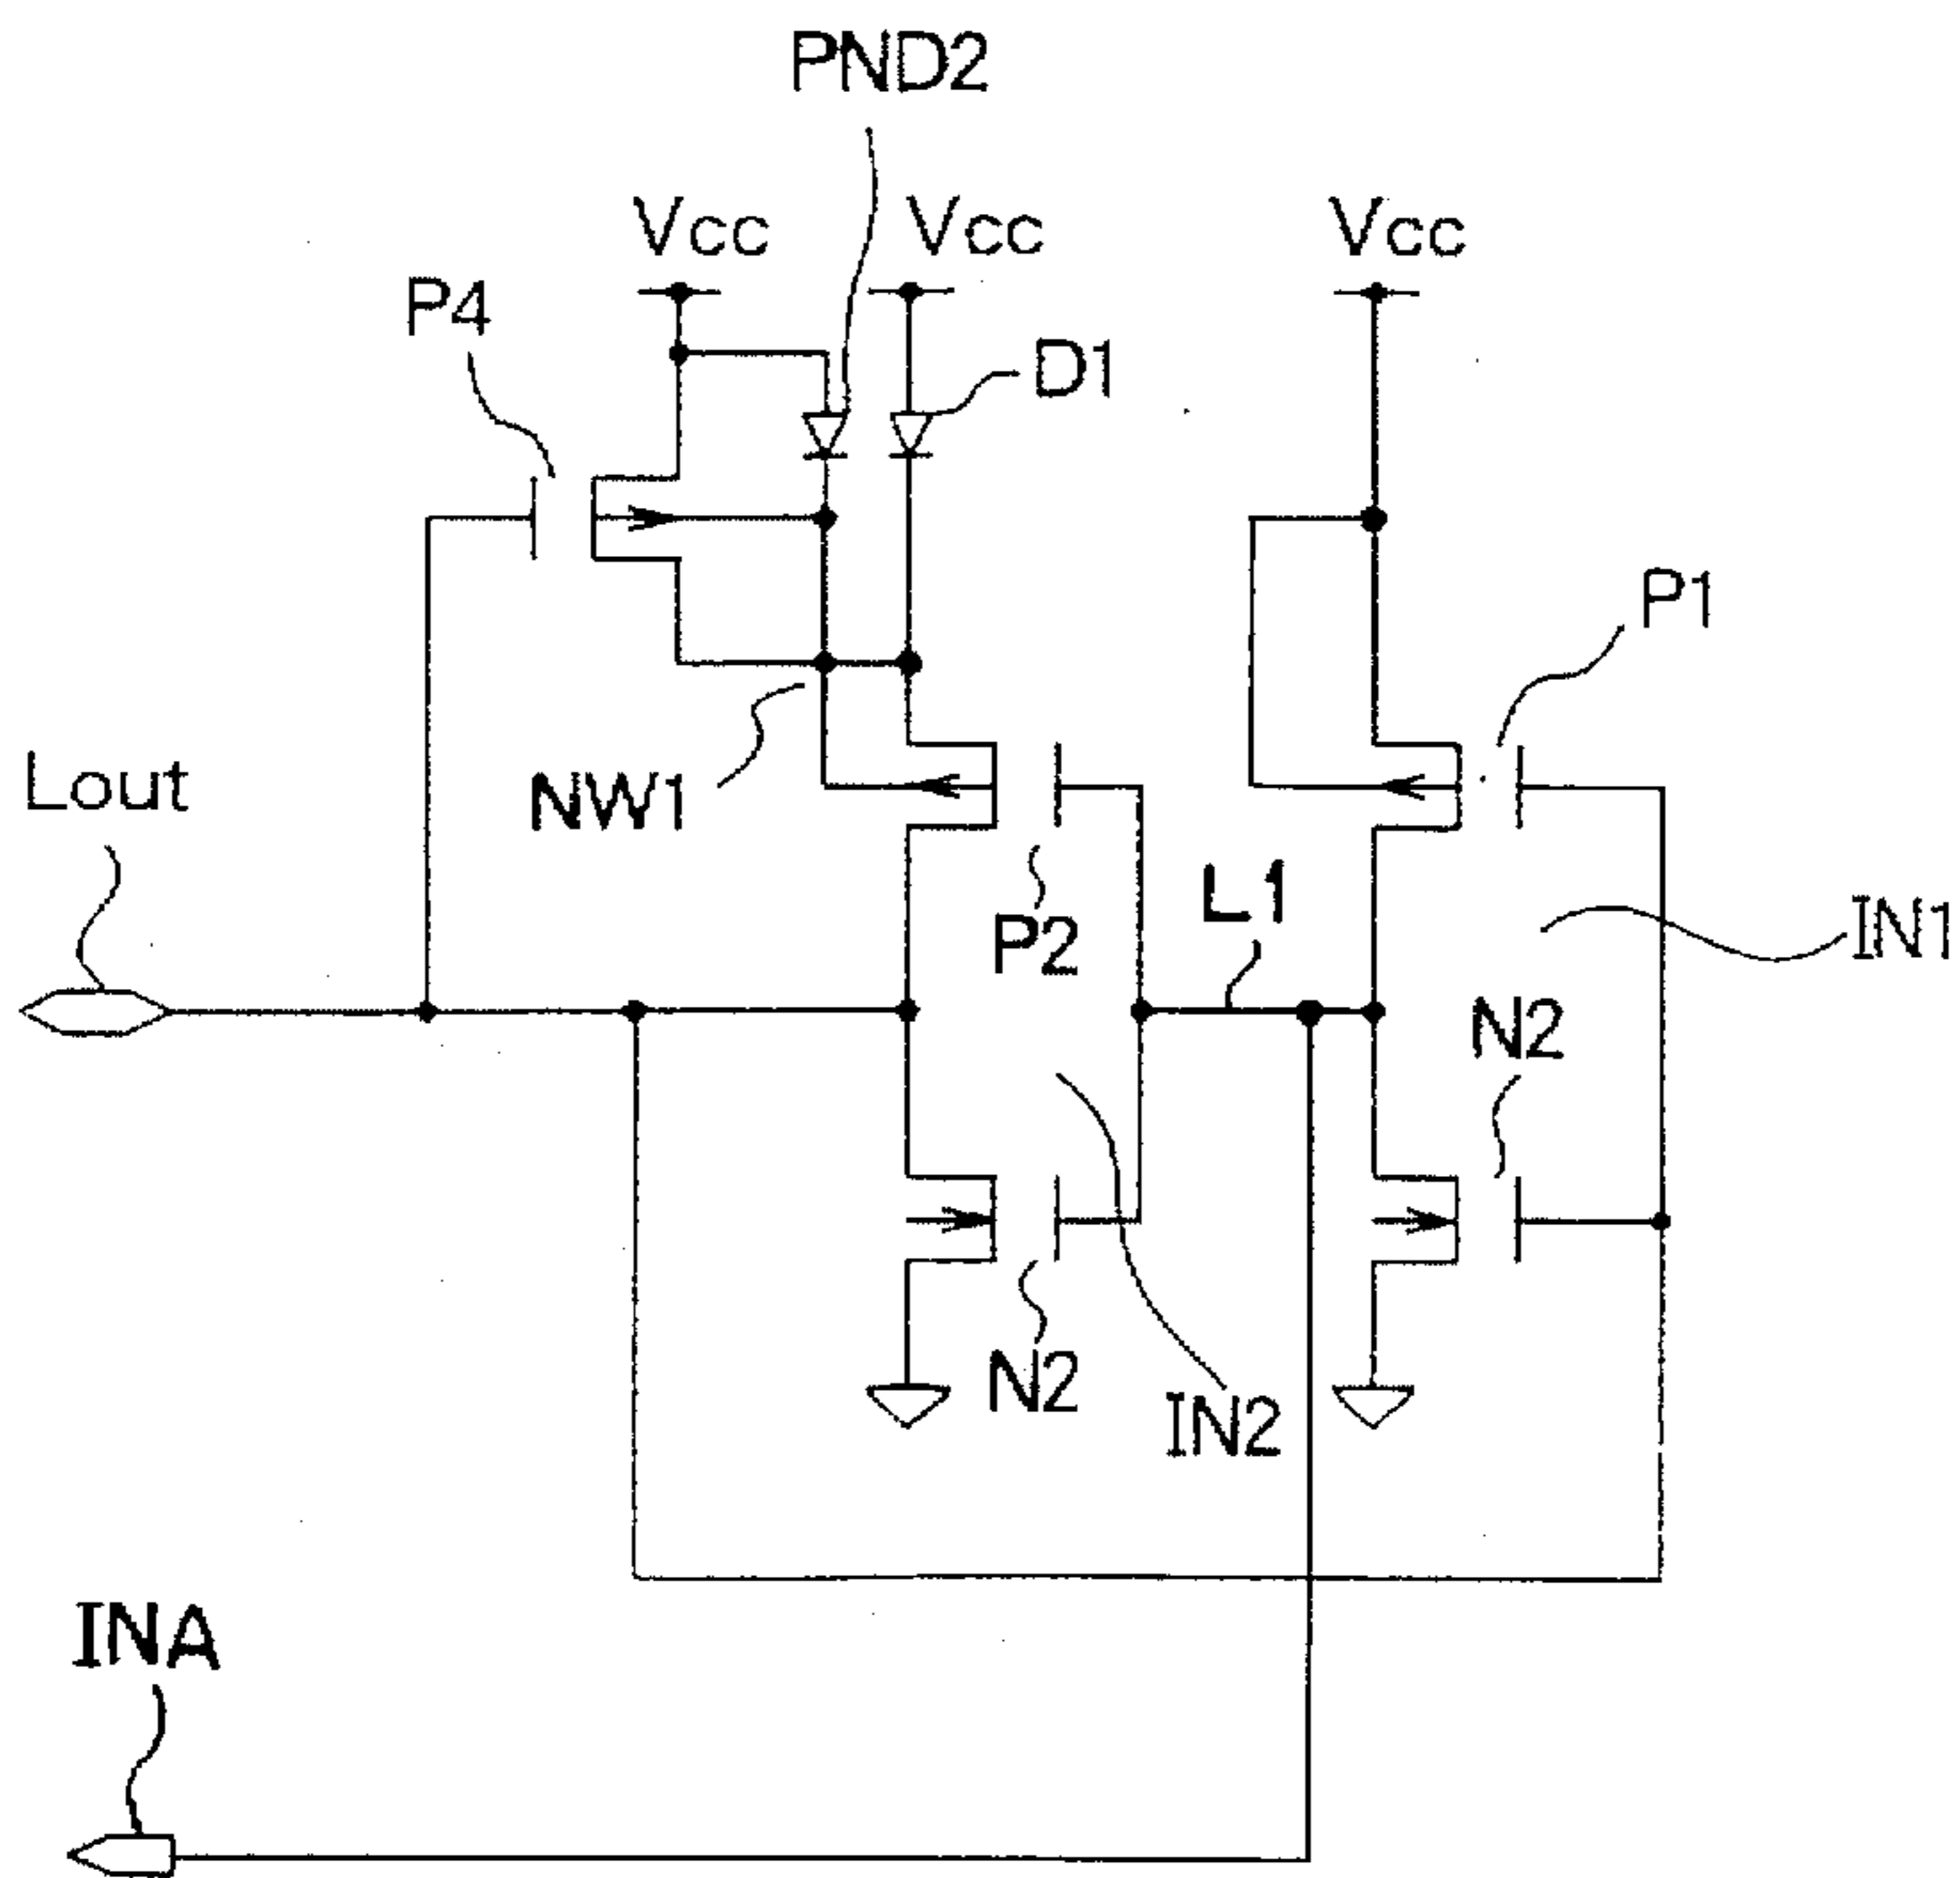 PND2
Vcc
Vcc
Vcc
P4
D1
P1
Lout
NW1
L1
P2
IN1
N2
N2
IN2
INA